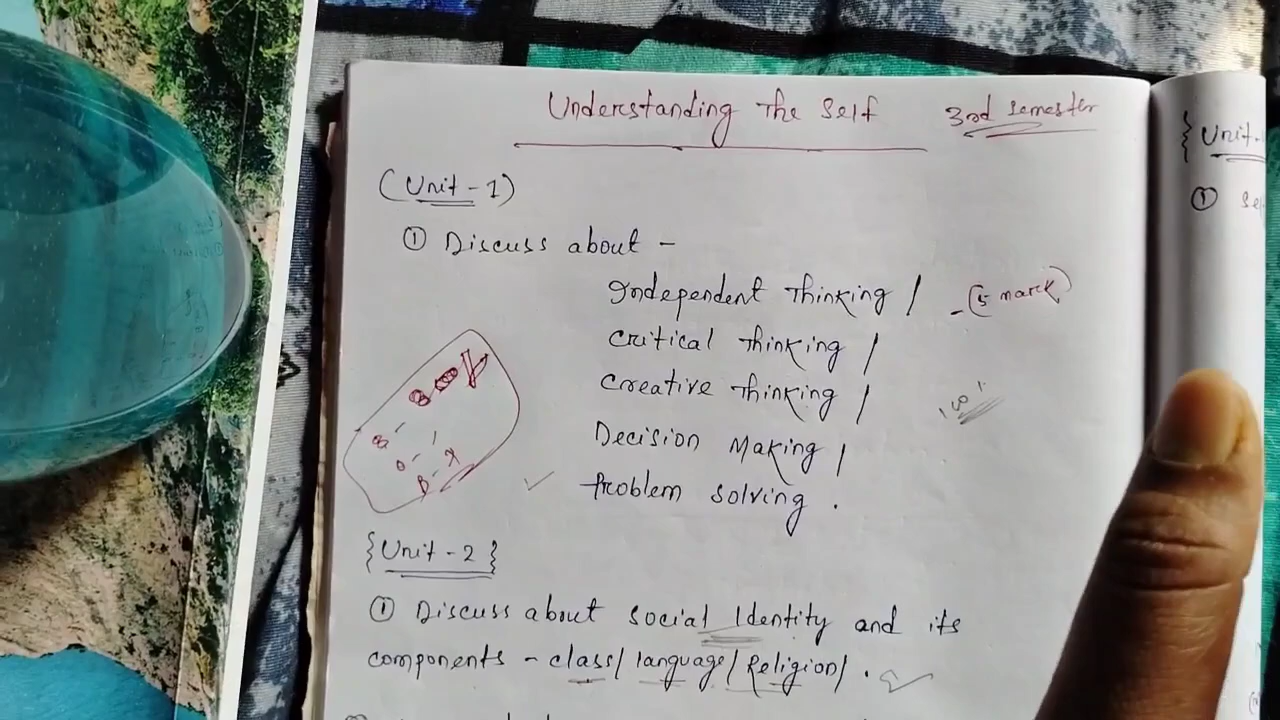 Understanding The Self 3rd semester
(Unit - 1)
① Discuss about -
Independent Thinking / - (5 mark)
Critical Thinking /
Creative Thinking /
Decision Making /
Problem solving .
{Unit - 2}
① Discuss about social Identity and its
components - class/ language/ Religion/ .
{Unit-
①